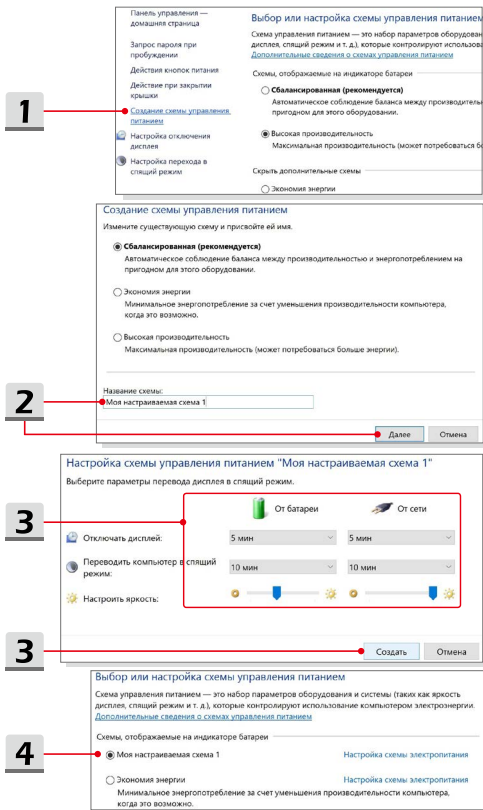 Панель управления —
домашняя страница
Запрос пароля при
пробуждении
Действия кнопок питания
Действие при закрытии
крышки
1
Создание схемы управления
питанием
Настройка отключения
дисплея
Настройка перехода в
спящий режим
Выбор или настройка схемы управления питанием
Схема управления питанием — это набор параметров оборудован
дисплея, спящий режим и т. д.), которые контролируют использова
Дополнительные сведения о схемах управления питанием
Схемы, отображаемые на индикаторе батареи
Сбалансированная (рекомендуется)
Автоматическое соблюдение баланса между производитель
пригодном для этого оборудовании.
Высокая производительность
Максимальная производительность (может потребоваться бо
Скрыть дополнительные схемы
Экономия энергии
Создание схемы управления питанием
Измените существующую схему и присвойте ей имя.
Сбалансированная (рекомендуется)
Автоматическое соблюдение баланса между производительностью и энергопотреблением на
пригодном для этого оборудовании.
Экономия энергии
Минимальное энергопотребление за счет уменьшения производительности компьютера,
когда это возможно.
Высокая производительность
Максимальная производительность (может потребоваться больше энергии).
Название схемы:
2
Моя настраиваемая схема 1
Далее Отмена
Настройка схемы управления питанием "Моя настраиваемая схема 1"
Выберите параметры перевода дисплея в спящий режим.
От батареи От сети
3
Отключать дисплей: 5 мин 5 мин
Переводить компьютер в спящий
режим: 10 мин 10 мин
Настроить яркость:
3
Создать Отмена
Выбор или настройка схемы управления питанием
Схема управления питанием — это набор параметров оборудования и системы (таких как яркость
дисплея, спящий режим и т. д.), которые контролируют использование компьютером электроэнергии.
Дополнительные сведения о схемах управления питанием
Схемы, отображаемые на индикаторе батареи
4
Моя настраиваемая схема 1 Настройка схемы электропитания
Экономия энергии Настройка схемы электропитания
Минимальное энергопотребление за счет уменьшения производительности компьютера,
когда это возможно.